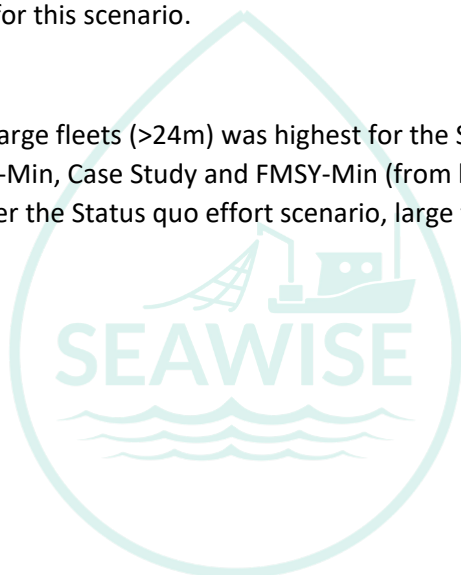 for this scenario.
arge fleets (>24m) was highest for the S
-Min, Case Study and FMSY-Min (from
er the Status quo effort scenario, large
SEAWISE